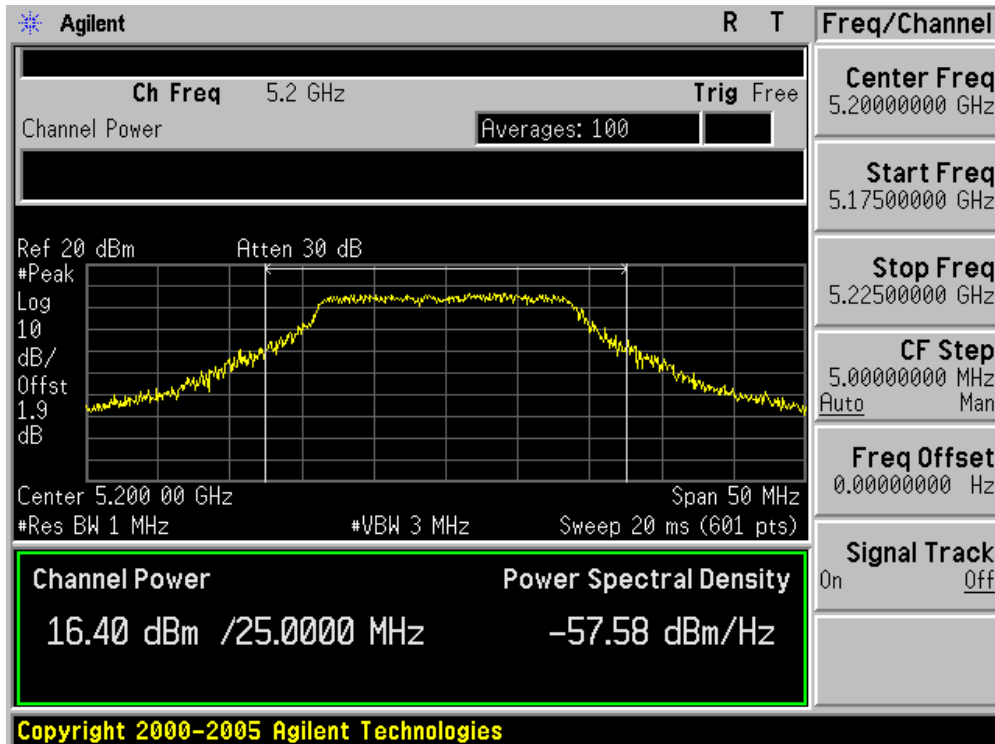 Agilent R T
Ch Freq 5.2 GHz Trig Free
Channel Power Averages: 100
Ref 20 dBm Atten 30 dB
#Peak
Log
10
dB/
Offst
1.9
dB
Center 5.200 00 GHz Span 50 MHz
#Res BW 1 MHz #VBW 3 MHz Sweep 20 ms (601 pts)
Channel Power Power Spectral Density
16.40 dBm /25.0000 MHz -57.58 dBm/Hz
Copyright 2000-2005 Agilent Technologies
Freq/Channel
Center Freq
5.20000000 GHz
Start Freq
5.17500000 GHz
Stop Freq
5.22500000 GHz
CF Step
5.00000000 MHz
Auto Man
Freq Offset
0.00000000 Hz
Signal Track
On Off